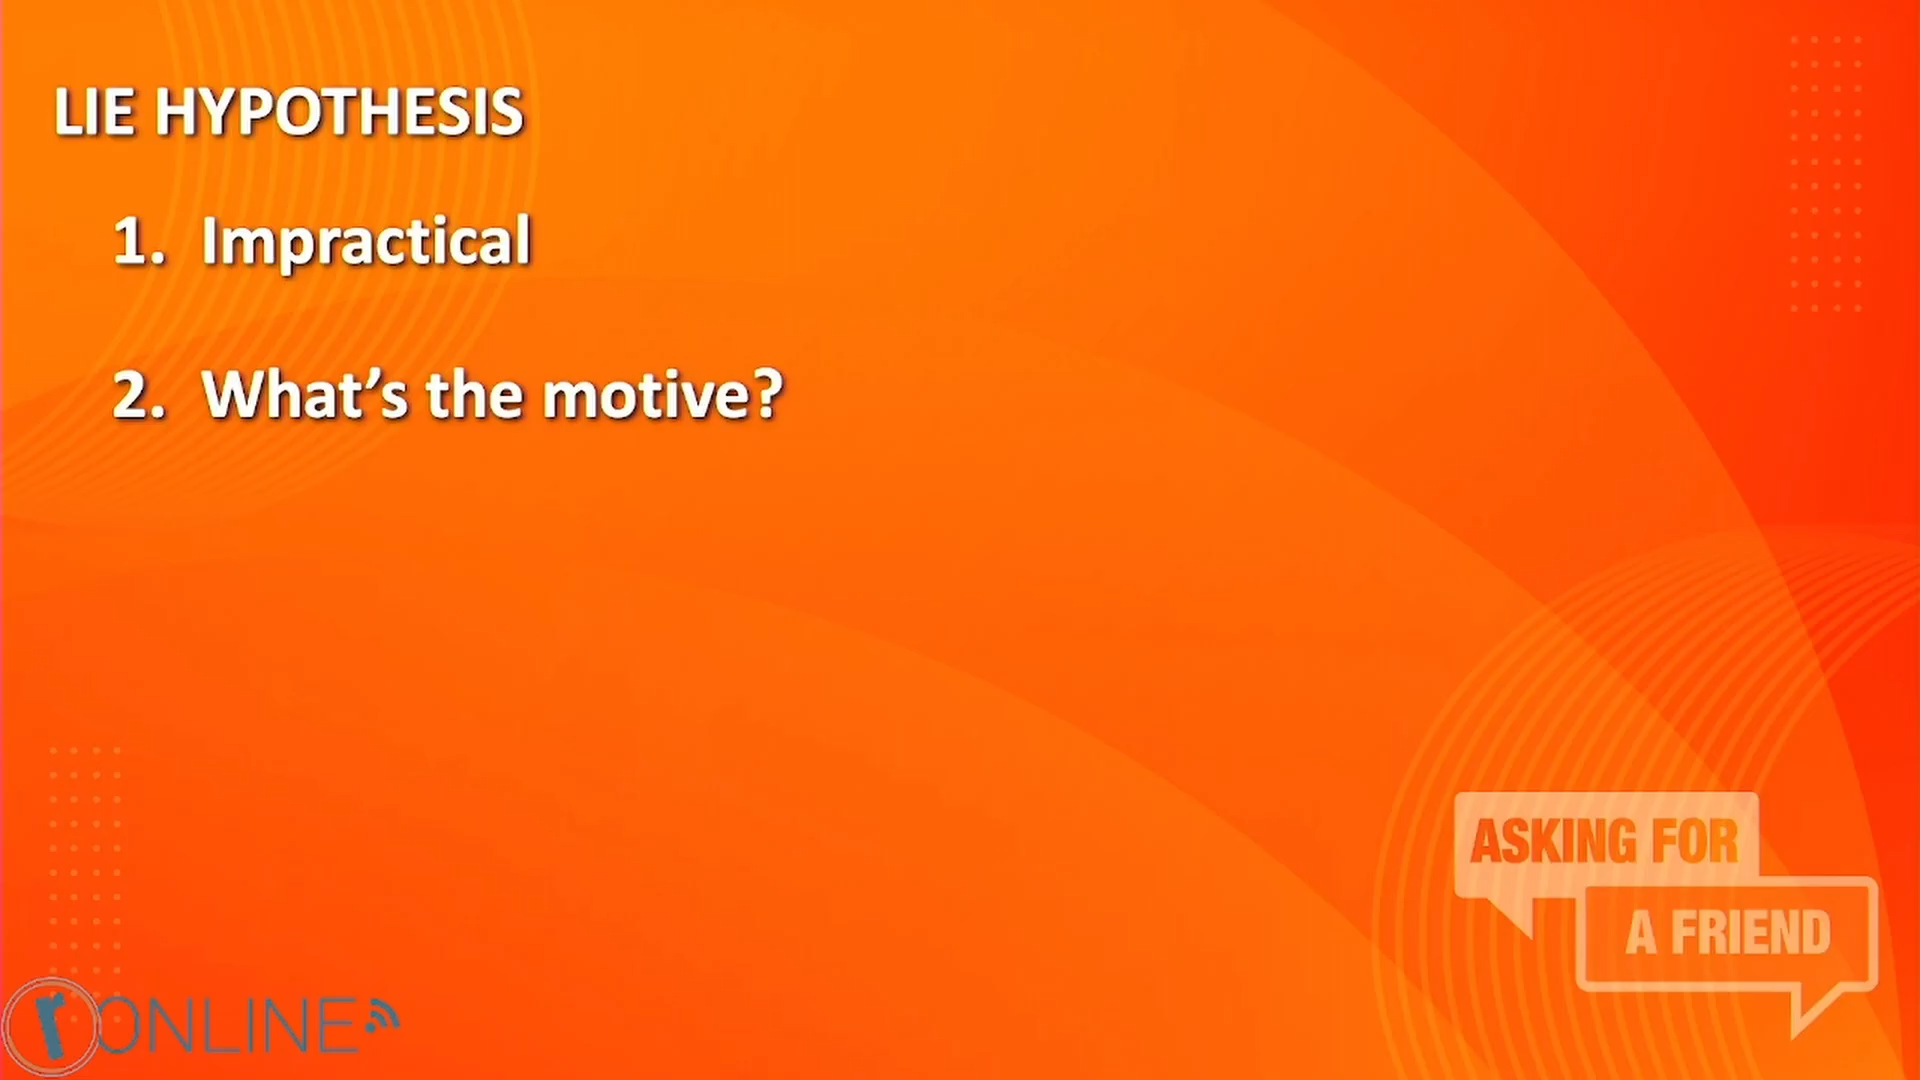 LIE HYPOTHESIS
1. Impractical
2. What’s the motive?
ASKING FOR
A FRIEND
r ONLINE